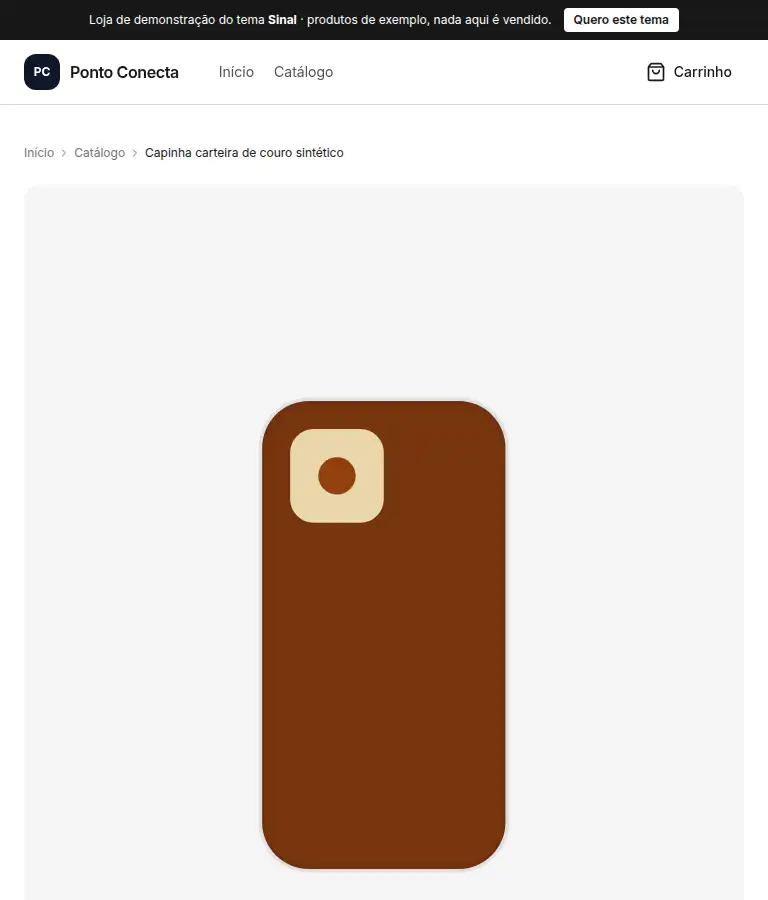 Loja de demonstração do tema Sinal · produtos de exemplo, nada aqui é vendido. Quero este tema
PC Ponto Conecta Início Catálogo Carrinho
Início > Catálogo > Capinha carteira de couro sintético